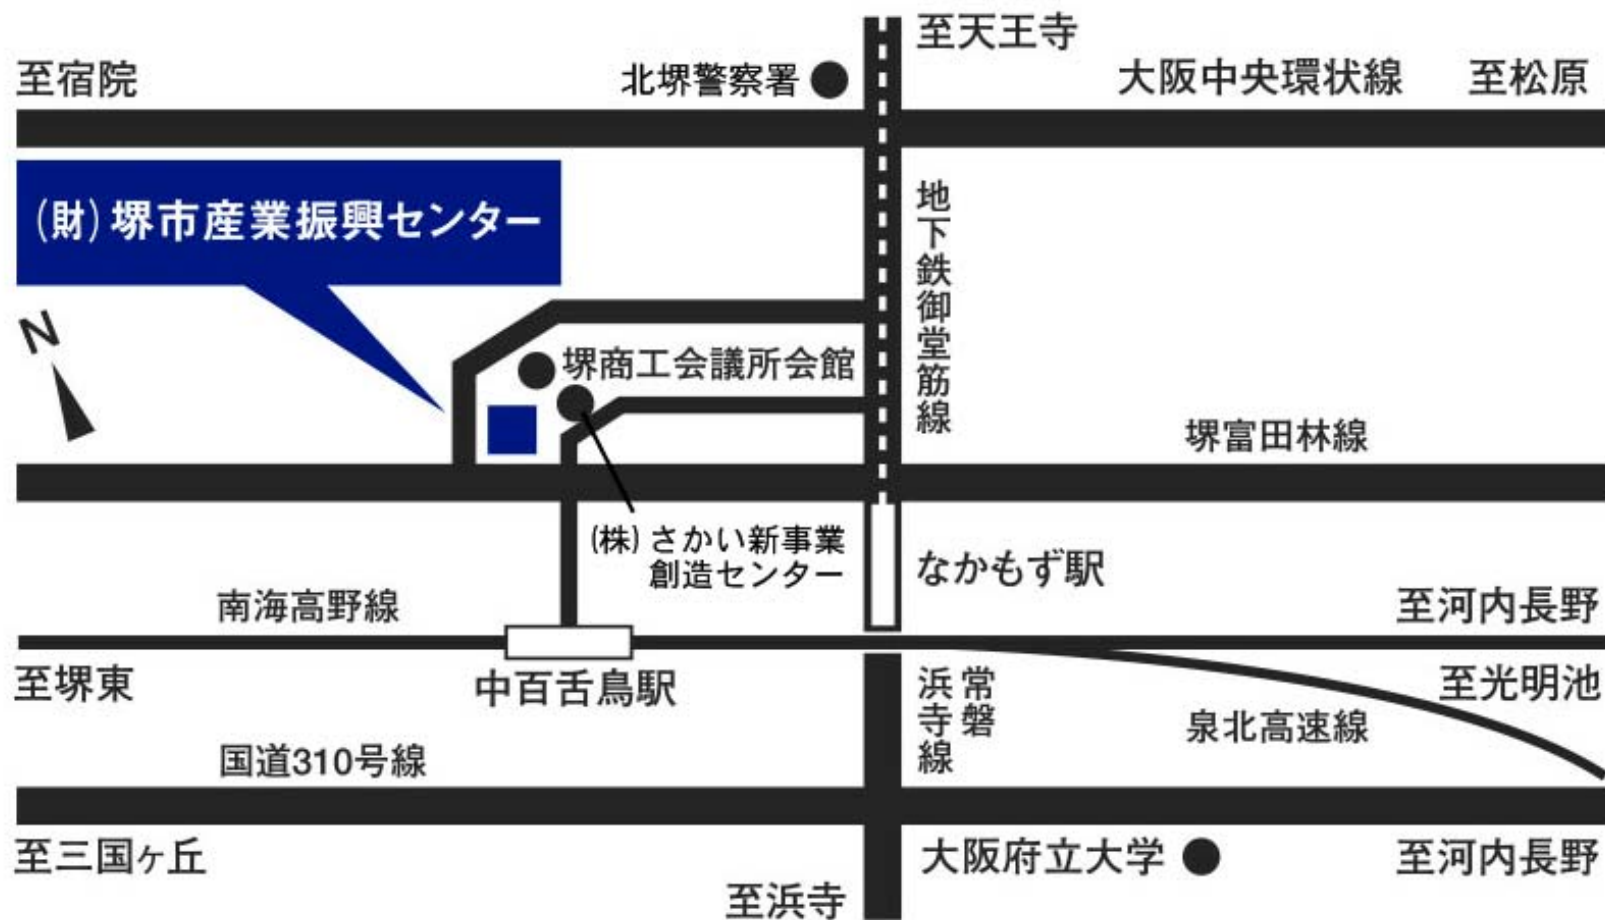 至天王寺
至宿院
北堺警察署
大阪中央環状線
至松原
(財)堺市産業振興センター
地下鉄御堂筋線
N
堺商工会議所会館
堺富田林線
(株)さかい新事業
創造センター
なかもず駅
南海高野線
至河内長野
至堺東
中百舌鳥駅
常磐
浜寺線
至光明池
泉北高速線
国道310号線
至三国ヶ丘
大阪府立大学
至河内長野
至浜寺